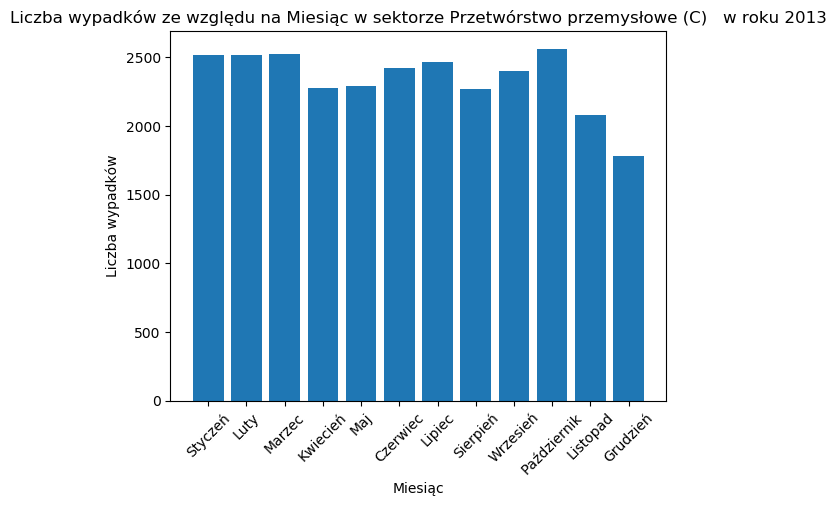 Liczba wypadków ze względu na Miesiąc w sektorze Przetwórstwo przemysłowe (C)   w roku 2013
Liczba wypadków
2500
2000
1500
1000
500
0
Styczeń
Luty
Marzec
Kwiecień
Maj
Czerwiec
Lipiec
Sierpień
Wrzesień
Październik
Listopad
Grudzień
Miesiąc